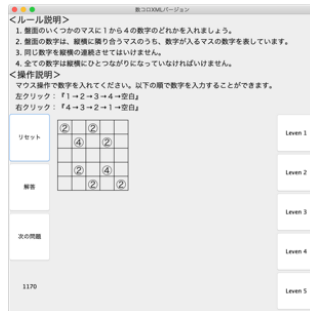 数コロXMLバージョン
<ルール説明>
1. 盤面のいくつかのマスに1から4の数字のどれかを入れましょう。
2. 盤面の数字は、縦横に隣り合うマスのうち、数字が入るマスの数字を表しています。
3. 同じ数字を縦横の連続させてはいけません。
4. 全ての数字は縦横にひとつながりになっていなければいけません。
<操作説明>
マウス操作で数字を入れてください。以下の順で数字を入力することができます。
左クリック:『1→2→3→4→空白』
右クリック:『4→3→2→1→空白』
リセット
解答
次の問題
1170
② ②
④ ②
② ④
② ②
Leven 1
Leven 2
Leven 3
Leven 4
Leven 5